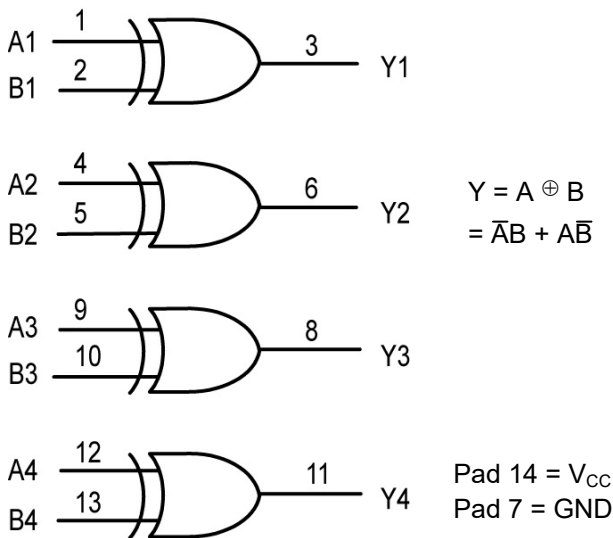 1
A1
3
Y1
2
B1
4
A2
6
Y2
5
B2
Y = A ⊕ B
= A̅B + AB̅
9
A3
8
Y3
10
B3
12
A4
11
Y4
13
B4
Pad 14 = VCC
Pad 7 = GND